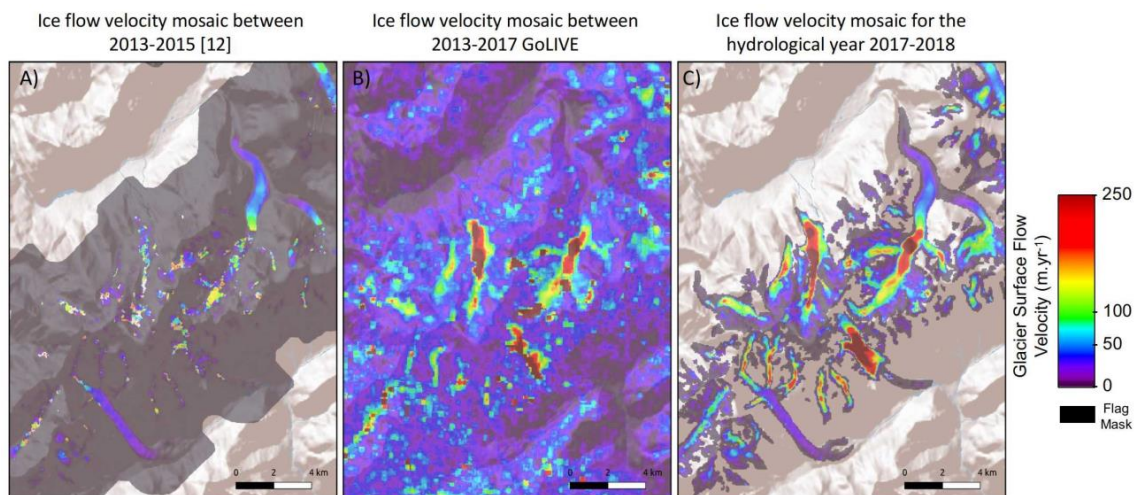 Ice flow velocity mosaic between
2013-2015 [12]
Ice flow velocity mosaic between
2013-2017 GoLIVE
Ice flow velocity mosaic for the
hydrological year 2017-2018
A)
B)
C)
0 2 4 km
0 2 4 km
0 2 4 km
Glacier Surface Flow
Velocity (m.yr-1)
250
100
50
0
Flag
Mask